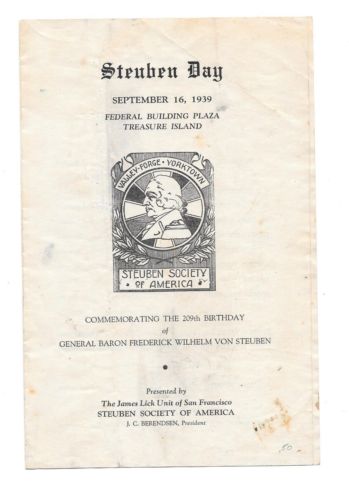 Steuben Day
SEPTEMBER 16, 1939
FEDERAL BUILDING PLAZA
TREASURE ISLAND
VALLEY-FORGE • YORKTOWN
STEUBEN SOCIETY
OF AMERICA
COMMEMORATING THE 209th BIRTHDAY
of
GENERAL BARON FREDERICK WILHELM VON STEUBEN
Presented by
The James Lick Unit of San Francisco
STEUBEN SOCIETY OF AMERICA
J. C. BERENDSEN, President
.50